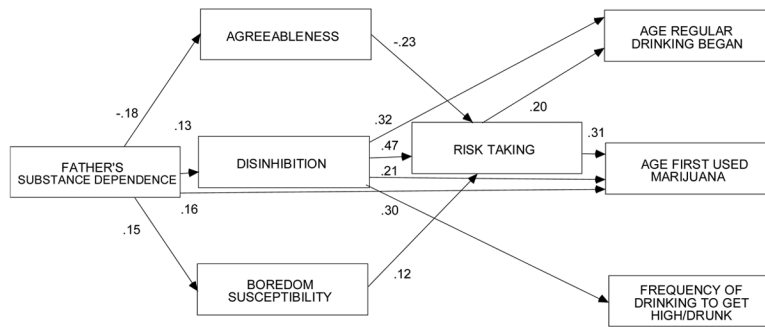 AGREEABLENESS
-.23
AGE REGULAR
DRINKING BEGAN
-.18
.13
.32
.20
FATHER'S
SUBSTANCE DEPENDENCE
DISINHIBITION
.47
RISK TAKING
.31
.21
AGE FIRST USED
MARIJUANA
.16
.15
.30
BOREDOM
SUSCEPTIBILITY
.12
FREQUENCY OF
DRINKING TO GET
HIGH/DRUNK